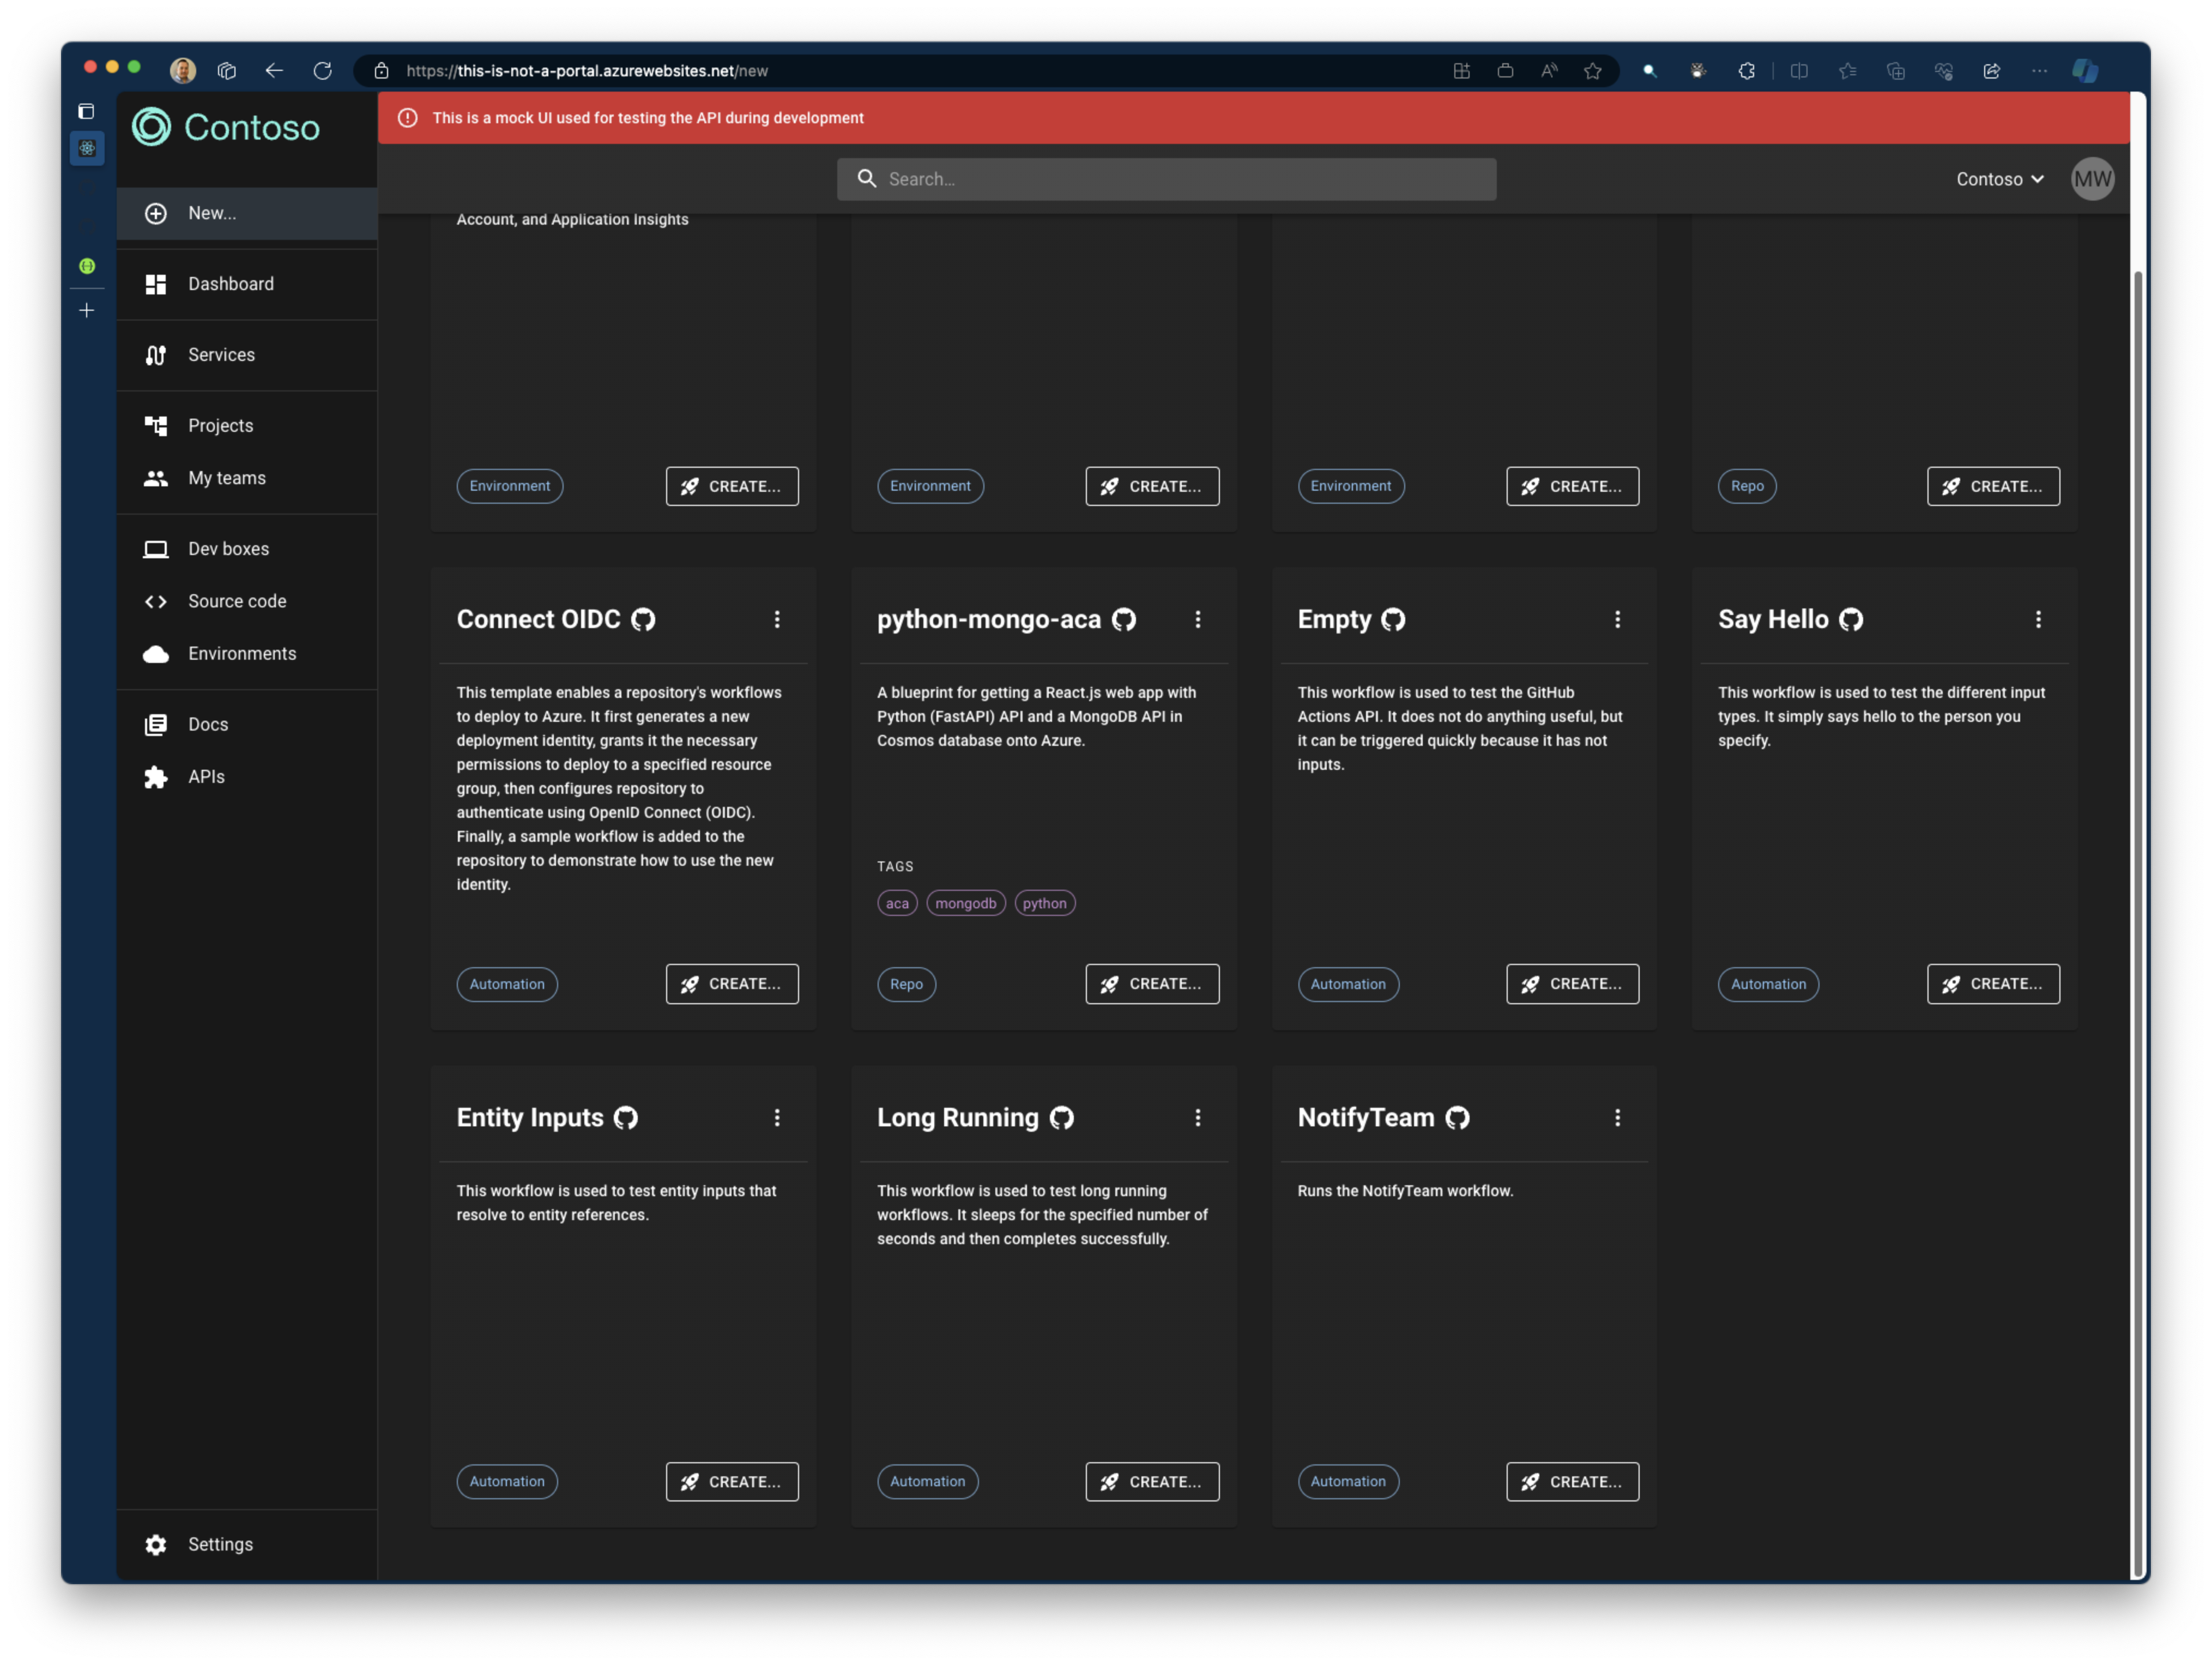 https://this-is-not-a-portal.azurewebsites.net/new
Contoso
This is a mock UI used for testing the API during development
Search...
Contoso
MW
New...
Dashboard
Services
Projects
My teams
Dev boxes
Source code
Environments
Docs
APIs
Settings
Account, and Application Insights
Environment
CREATE...
Environment
CREATE...
Environment
CREATE...
Repo
CREATE...
Connect OIDC
This template enables a repository's workflows
to deploy to Azure. It first generates a new
deployment identity, grants it the necessary
permissions to deploy to a specified resource
group, then configures repository to
authenticate using OpenID Connect (OIDC).
Finally, a sample workflow is added to the
repository to demonstrate how to use the new
identity.
Automation
CREATE...
python-mongo-aca
A blueprint for getting a React.js web app with
Python (FastAPI) API and a MongoDB API in
Cosmos database onto Azure.
TAGS
aca
mongodb
python
Repo
CREATE...
Empty
This workflow is used to test the GitHub
Actions API. It does not do anything useful, but
it can be triggered quickly because it has not
inputs.
Automation
CREATE...
Say Hello
This workflow is used to test the different input
types. It simply says hello to the person you
specify.
Automation
CREATE...
Entity Inputs
This workflow is used to test entity inputs that
resolve to entity references.
Automation
CREATE...
Long Running
This workflow is used to test long running
workflows. It sleeps for the specified number of
seconds and then completes successfully.
Automation
CREATE...
NotifyTeam
Runs the NotifyTeam workflow.
Automation
CREATE...